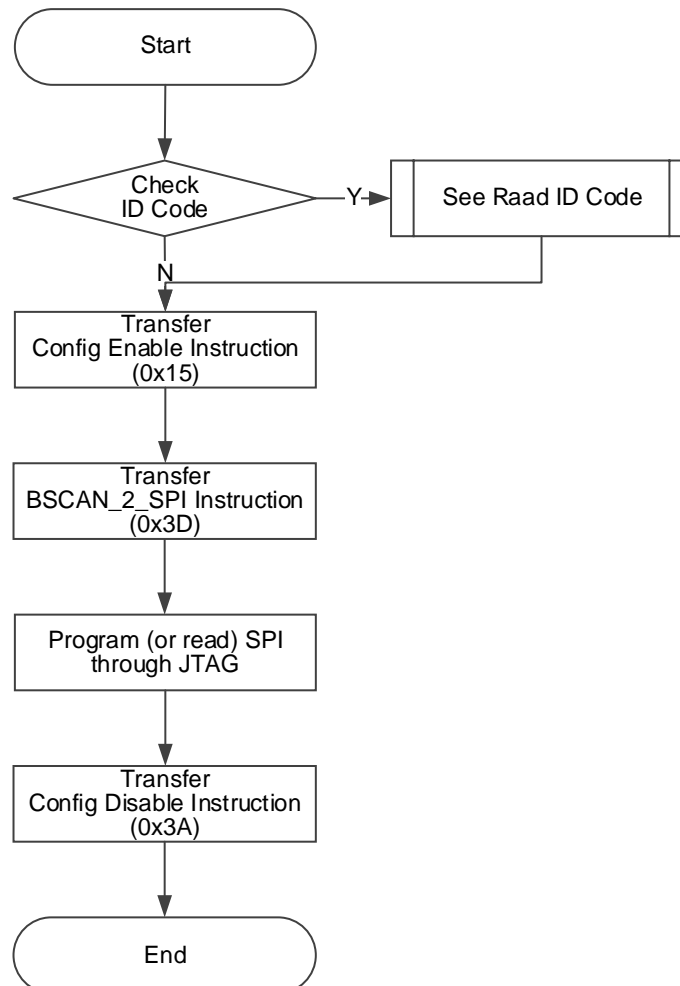 Start
Check
ID Code
Y
See Raad ID Code
N
Transfer
Config Enable Instruction
(0x15)
Transfer
BSCAN_2_SPI Instruction
(0x3D)
Program (or read) SPI
through JTAG
Transfer
Config Disable Instruction
(0x3A)
End